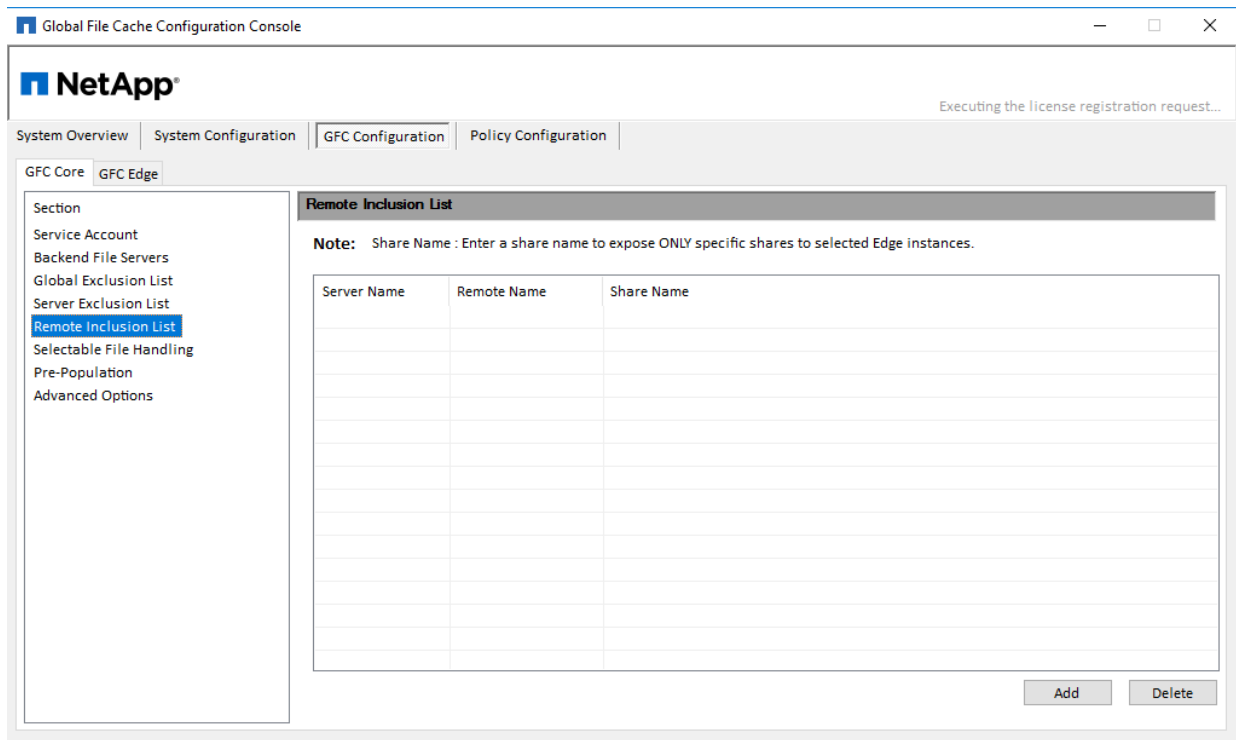 Global File Cache Configuration Console
NetApp®
Executing the license registration request...
System Overview System Configuration GFC Configuration Policy Configuration
GFC Core GFC Edge
Section
Service Account
Backend File Servers
Global Exclusion List
Server Exclusion List
Remote Inclusion List
Selectable File Handling
Pre-Population
Advanced Options
Remote Inclusion List
Note: Share Name : Enter a share name to expose ONLY specific shares to selected Edge instances.
Server Name Remote Name Share Name
Add Delete